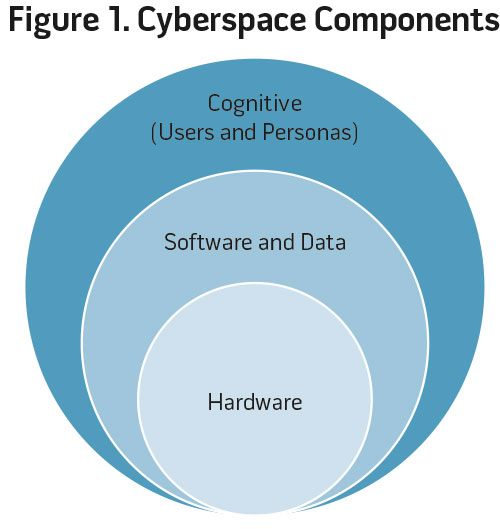 Figure 1. Cyberspace Components
Cognitive
(Users and Personas)
Software and Data
Hardware